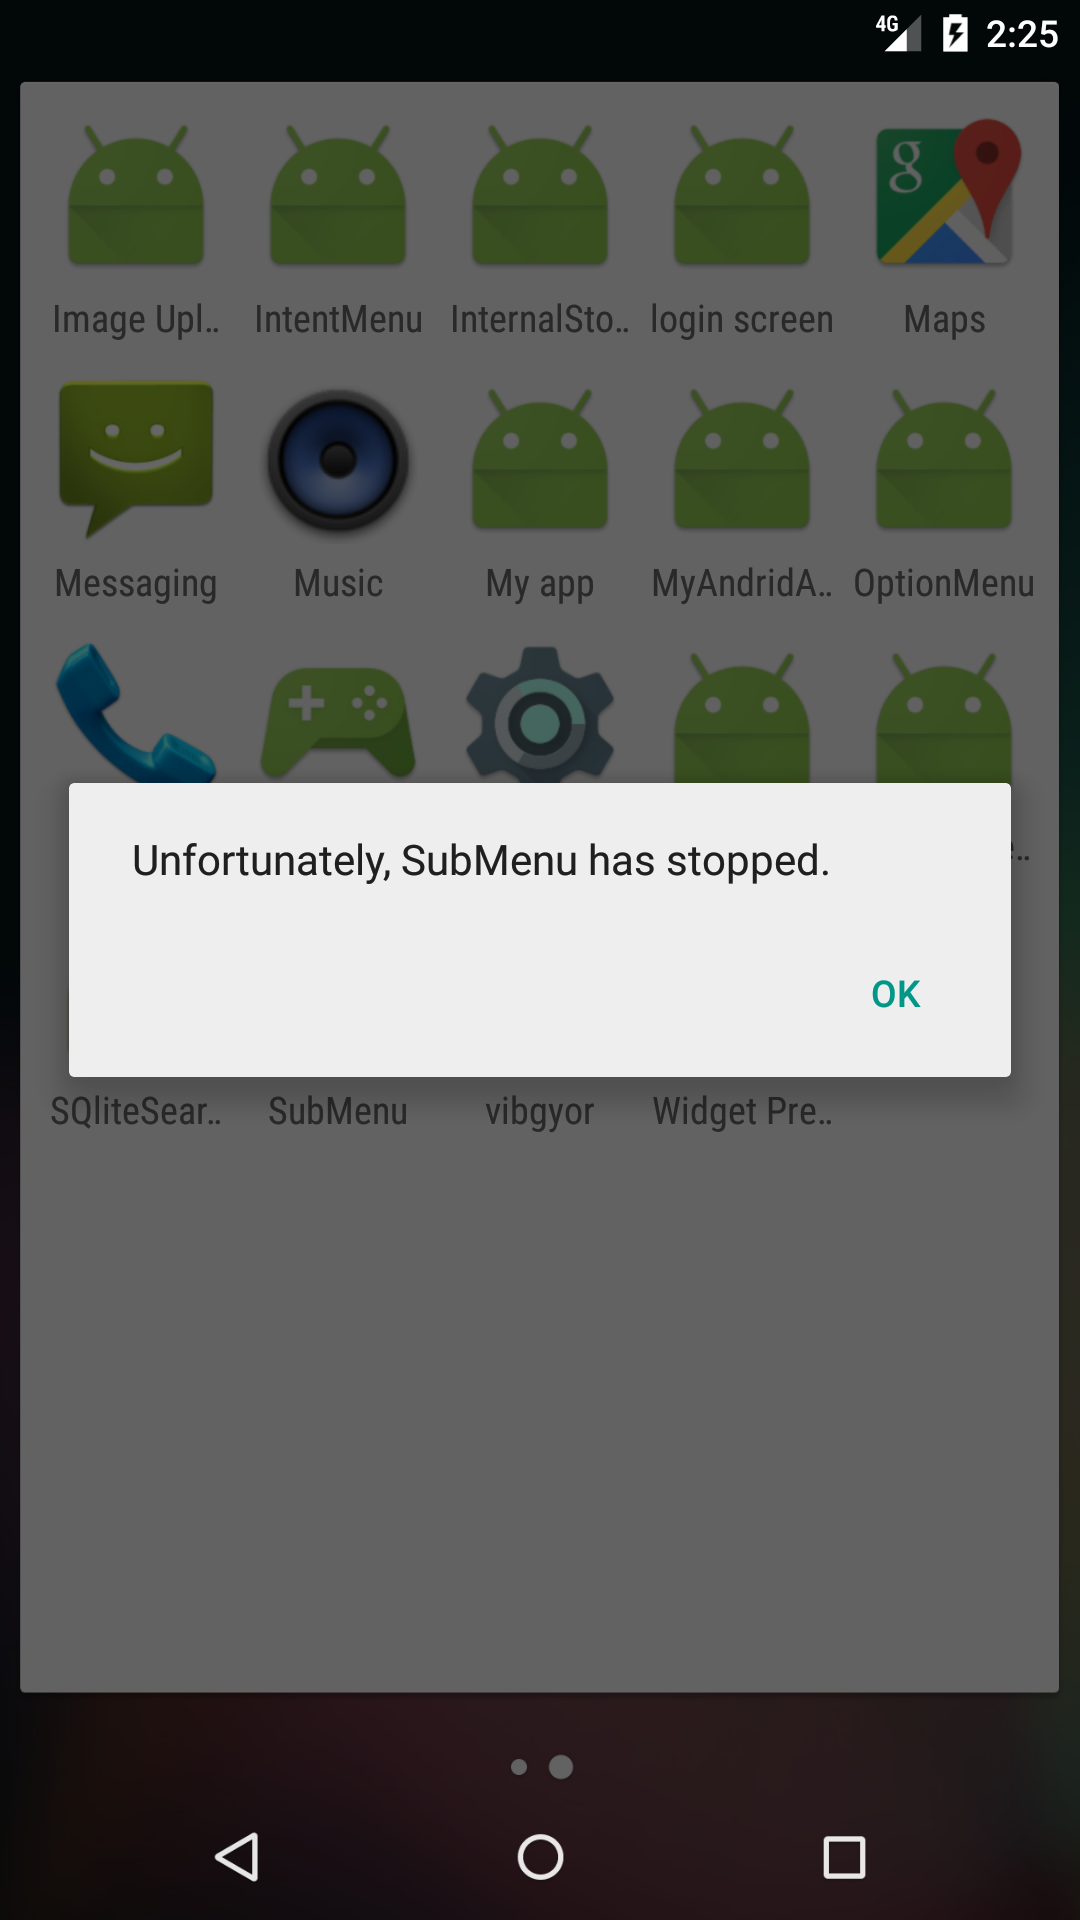 4G 2:25
g
Image Upl.. IntentMenu InternalSto.. login screen Maps
Messaging Music My app MyAndridA.. OptionMenu
Unfortunately, SubMenu has stopped.
OK
SQliteSear.. SubMenu vibgyor Widget Pre..